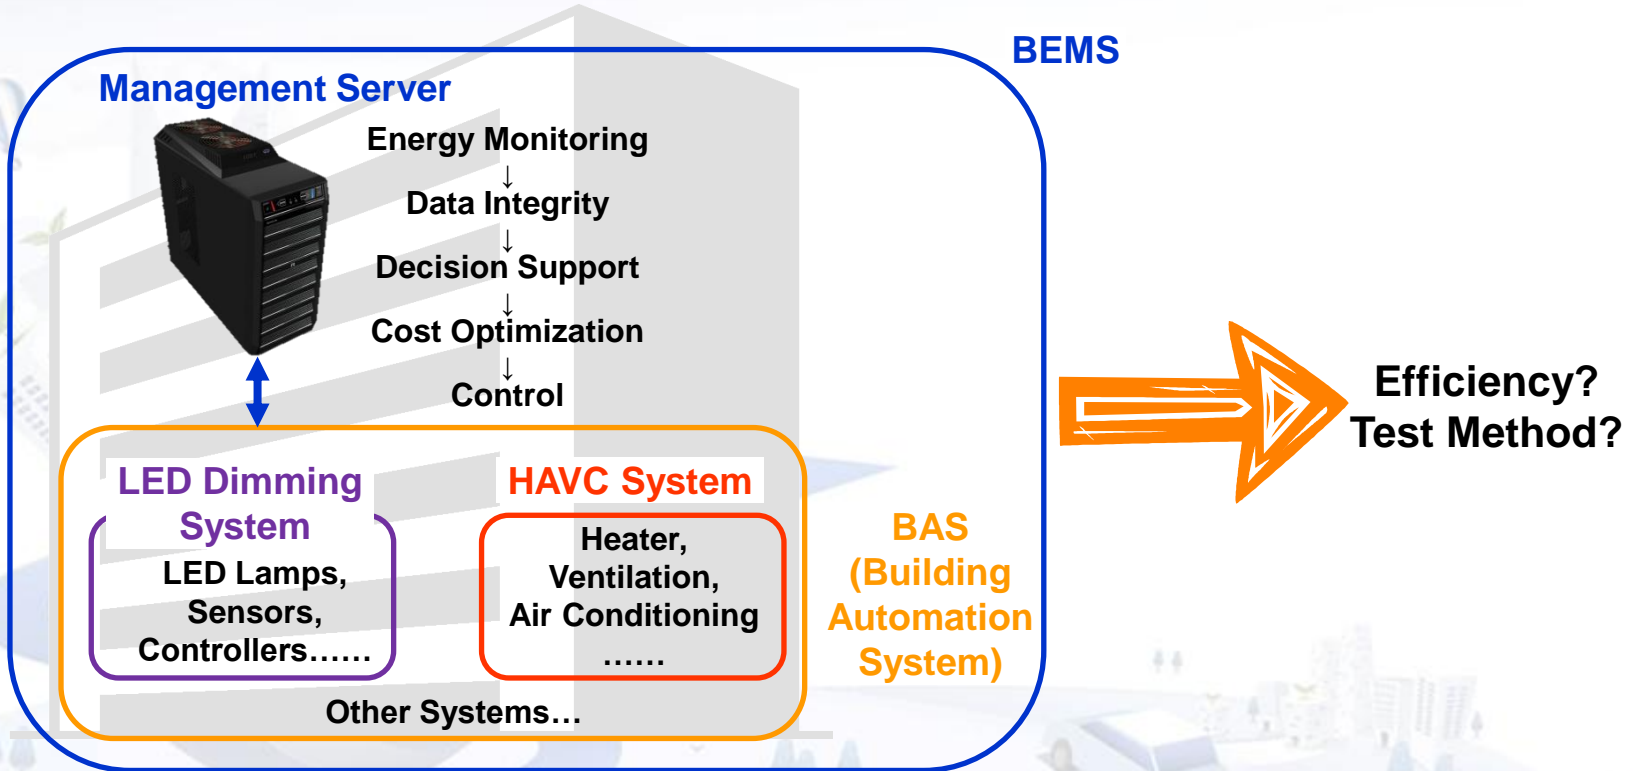 BEMS
Management Server
Energy Monitoring
↓
Data Integrity
↓
Decision Support
↓
Cost Optimization
↓
Control
LED Dimming
System
LED Lamps,
Sensors,
Controllers……
HAVC System
Heater,
Ventilation,
Air Conditioning
……
BAS
(Building
Automation
System)
Other Systems…
Efficiency?
Test Method?